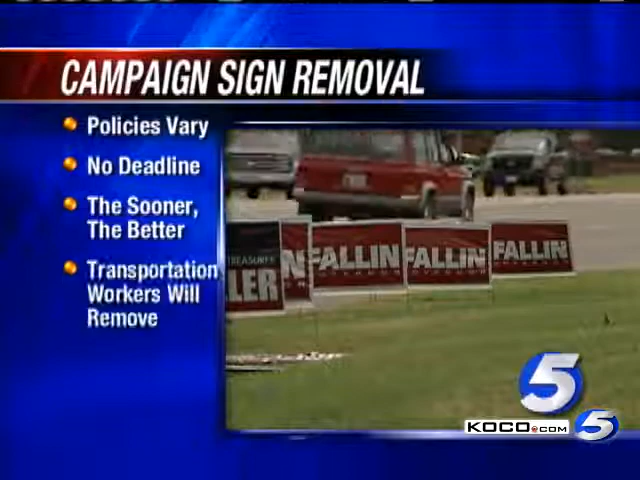 CAMPAIGN SIGN REMOVAL
Policies Vary
No Deadline
The Sooner,
The Better
Transportation
Workers Will
Remove
TREASURER
LER
N
FALLIN
FALLIN
FALLIN
5
KOCO.COM 5